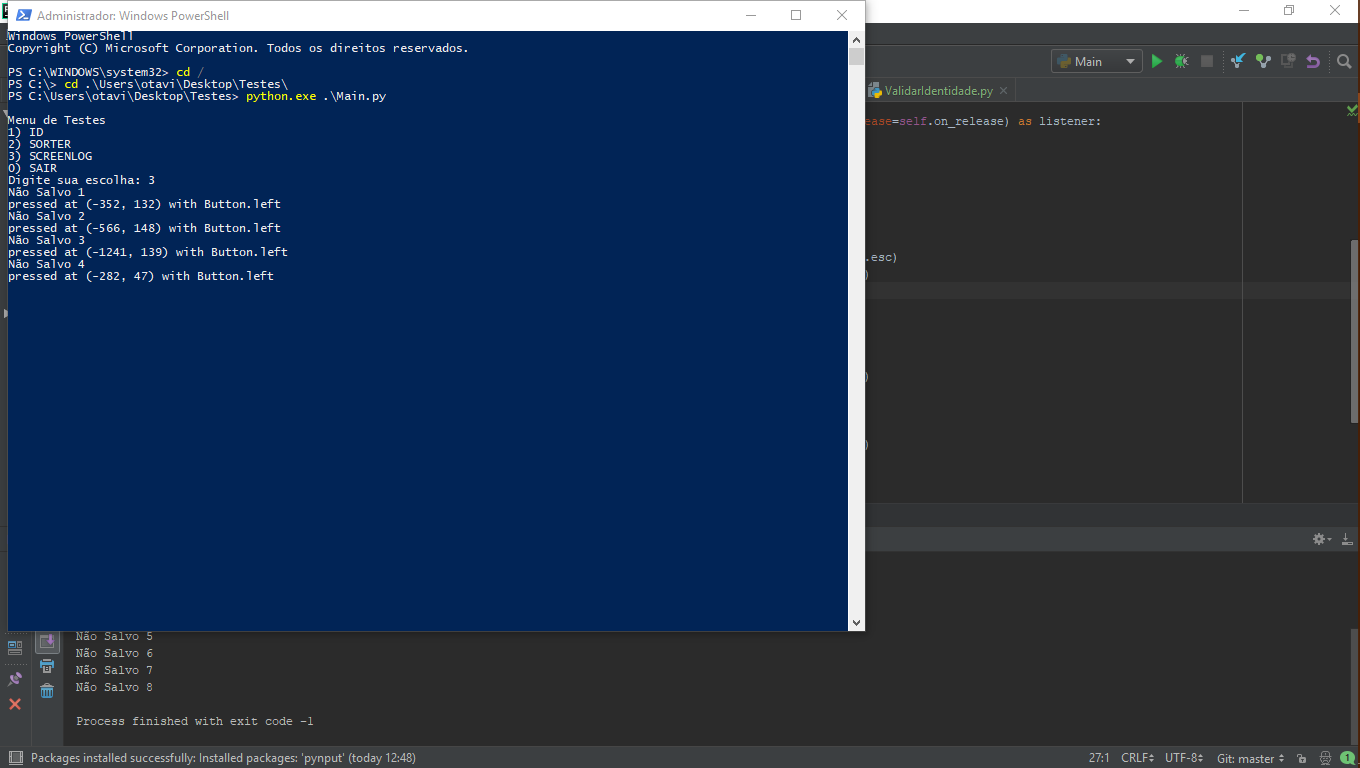 Administrador: Windows PowerShell
Windows PowerShell
Copyright (C) Microsoft Corporation. Todos os direitos reservados.
PS C:\WINDOWS\system32> cd /
PS C:\> cd .\Users\otavi\Desktop\Testes\
PS C:\Users\otavi\Desktop\Testes> python.exe .\Main.py
Menu de Testes
1) ID
2) SORTER
3) SCREENLOG
0) SAIR
Digite sua escolha: 3
Não Salvo 1
pressed at (-352, 132) with Button.left
Não Salvo 2
pressed at (-566, 148) with Button.left
Não Salvo 3
pressed at (-1241, 139) with Button.left
Não Salvo 4
pressed at (-282, 47) with Button.left
Main
ValidarIdentidade.py
ease=self.on_release) as listener:
.esc)
)
)
)
Não Salvo 5
Não Salvo 6
Não Salvo 7
Não Salvo 8
Process finished with exit code -1
Packages installed successfully: Installed packages: 'pynput' (today 12:48)
27:1 CRLF UTF-8 Git: master 1